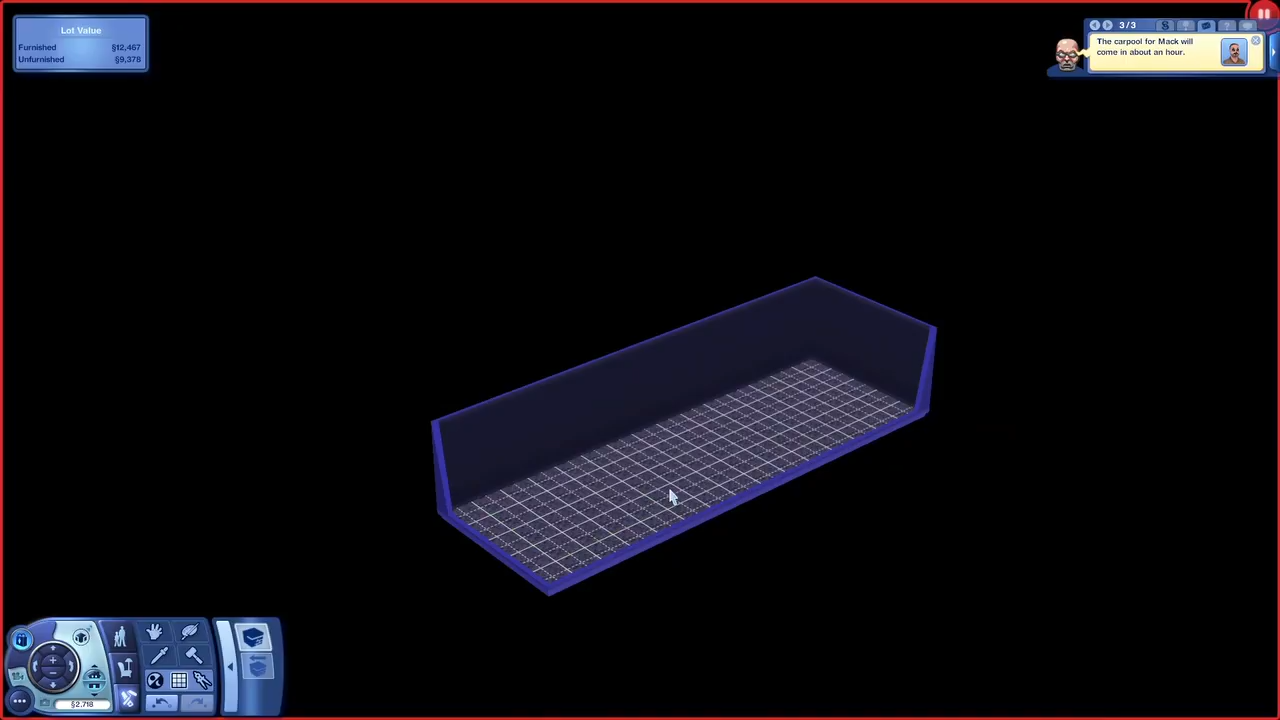 Lot Value
Furnished §12,467
Unfurnished §9,378
3/3
The carpool for Mack will
come in about an hour.
§2,718